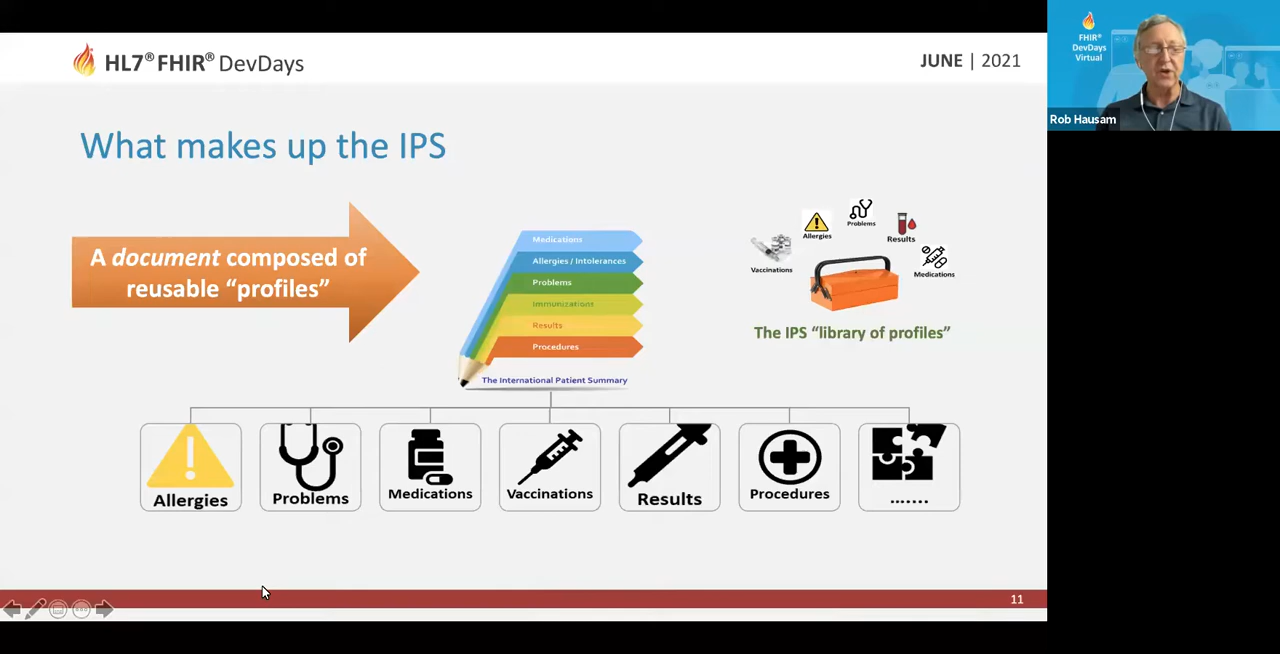 HL7® FHIR® DevDays
JUNE | 2021
What makes up the IPS
A document composed of
reusable “profiles”
Medications
Allergies / Intolerances
Problems
Immunizations
Results
Procedures
The International Patient Summary
Vaccinations
Allergies
Problems
Results
Medications
The IPS “library of profiles”
Allergies
Problems
Medications
Vaccinations
Results
Procedures
.......
11
FHIR®
DevDays
Virtual
Rob Hausam